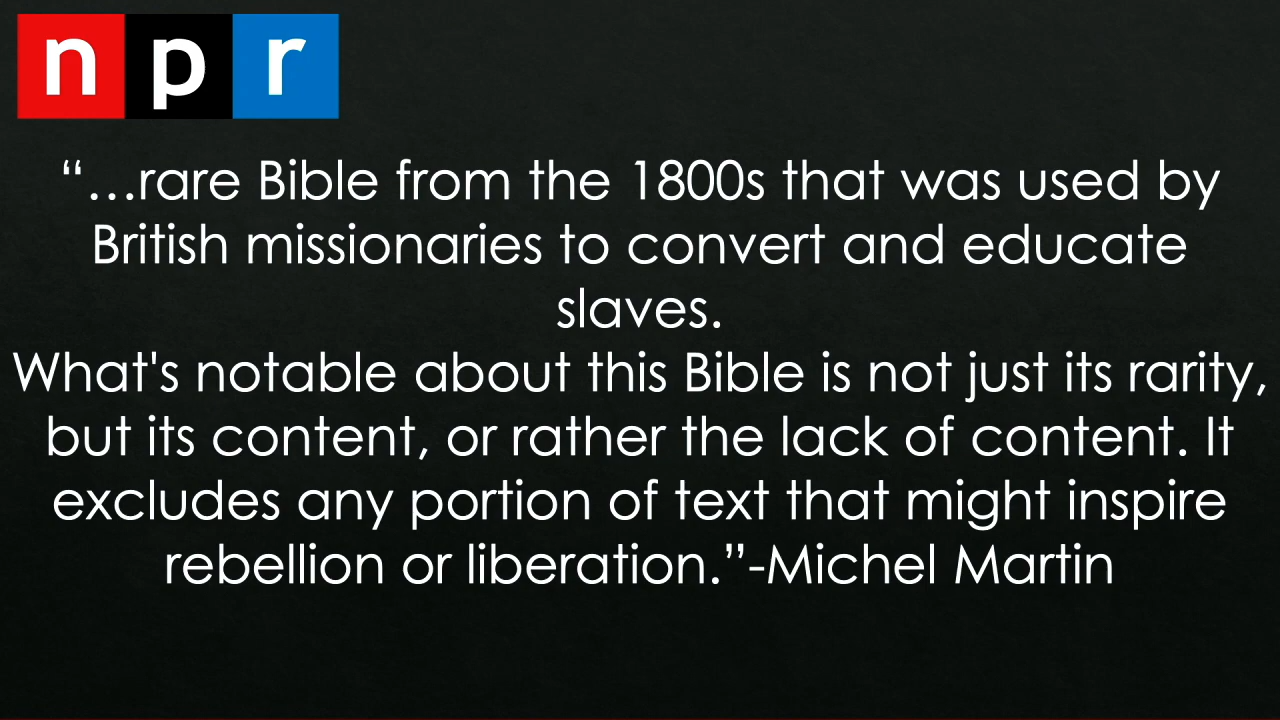 npr
“…rare Bible from the 1800s that was used by
British missionaries to convert and educate
slaves.
What's notable about this Bible is not just its rarity,
but its content, or rather the lack of content. It
excludes any portion of text that might inspire
rebellion or liberation.”-Michel Martin